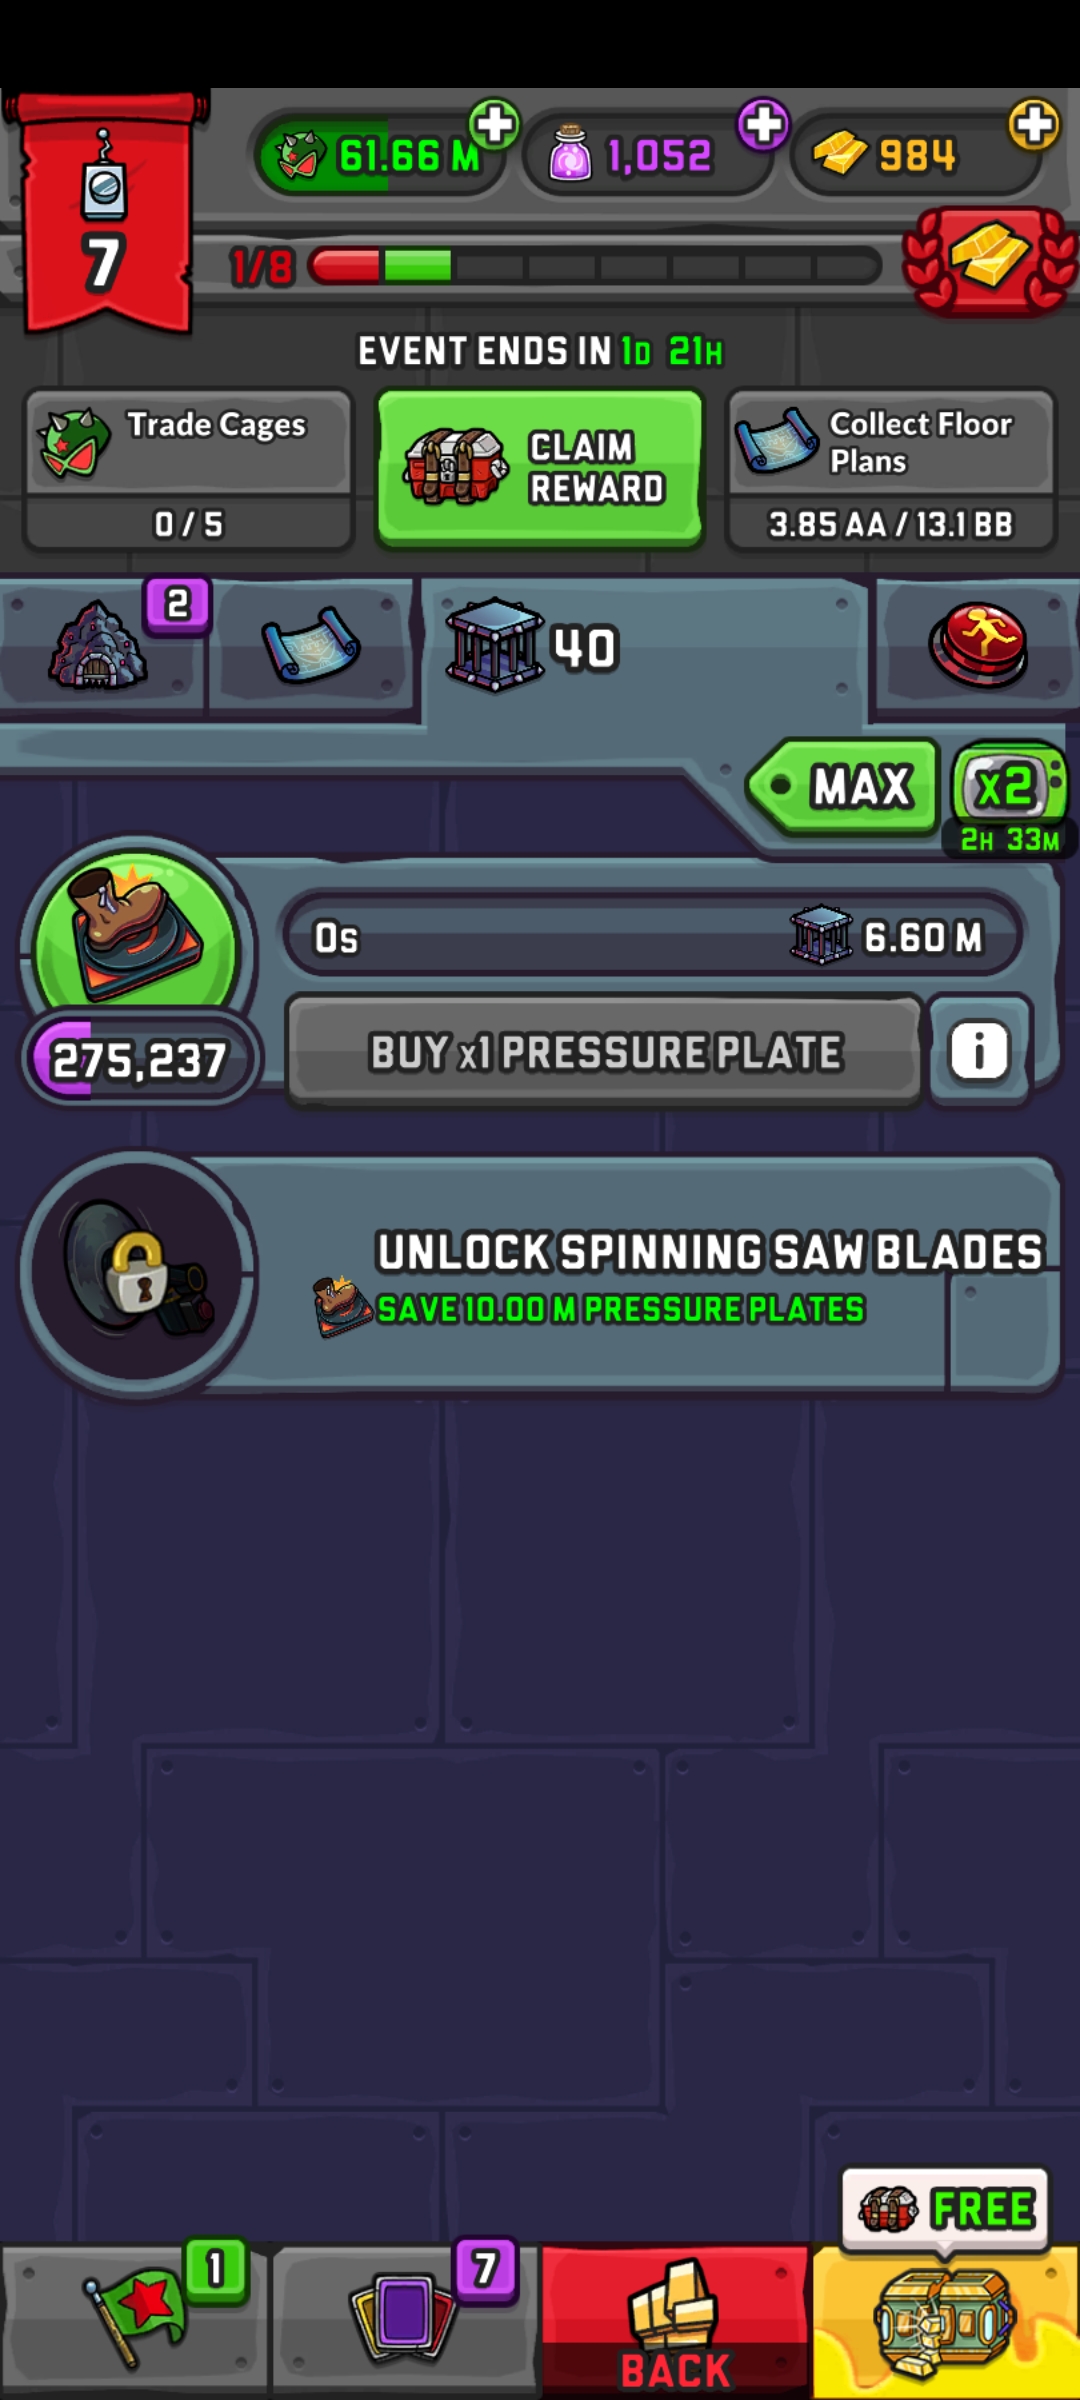 61.66 M
1,052
984
7
1/8
EVENT ENDS IN 1D 21H
Trade Cages
0 / 5
CLAIM
REWARD
Collect Floor
Plans
3.85 AA / 13.1 BB
2
40
MAX
x2
2H 33M
0s
6.60 M
275,237
BUY x1 PRESSURE PLATE
i
UNLOCK SPINNING SAW BLADES
SAVE 10.00 M PRESSURE PLATES
FREE
1
7
BACK